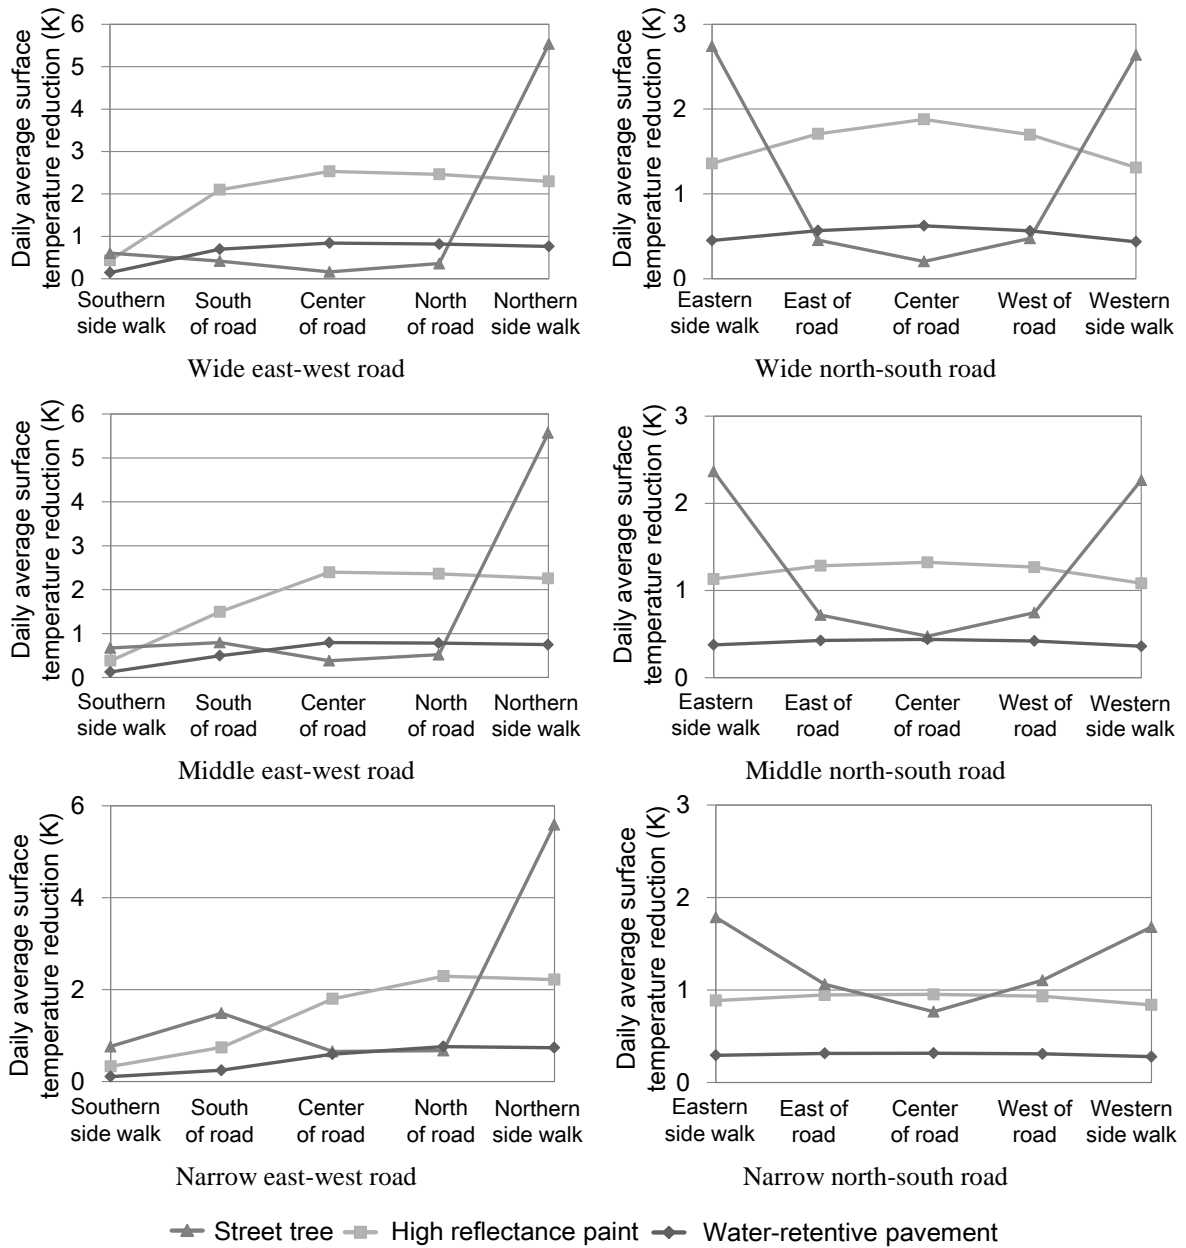 Daily average surface
temperature reduction (K)
6
5
4
3
2
1
0
Southern
side walk
South
of road
Center
of road
North
of road
Northern
side walk
Wide east-west road
Daily average surface
temperature reduction (K)
3
2
1
0
Eastern
side walk
East of
road
Center
of road
West of
road
Western
side walk
Wide north-south road
Daily average surface
temperature reduction (K)
6
5
4
3
2
1
0
Southern
side walk
South
of road
Center
of road
North
of road
Northern
side walk
Middle east-west road
Daily average surface
temperature reduction (K)
3
2
1
0
Eastern
side walk
East of
road
Center
of road
West of
road
Western
side walk
Middle north-south road
Daily average surface
temperature reduction (K)
6
4
2
0
Southern
side walk
South
of road
Center
of road
North
of road
Northern
side walk
Narrow east-west road
Daily average surface
temperature reduction (K)
3
2
1
0
Eastern
side walk
East of
road
Center
of road
West of
road
Western
side walk
Narrow north-south road
Street tree
High reflectance paint
Water-retentive pavement